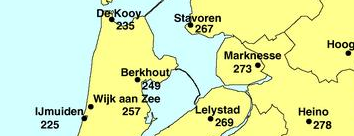 De Kooy
235
Stavoren
267
Marknesse
273
Hoog
Berkhout
249
Wijk aan Zee
257
IJmuiden
225
Lelystad
269
Heino
278